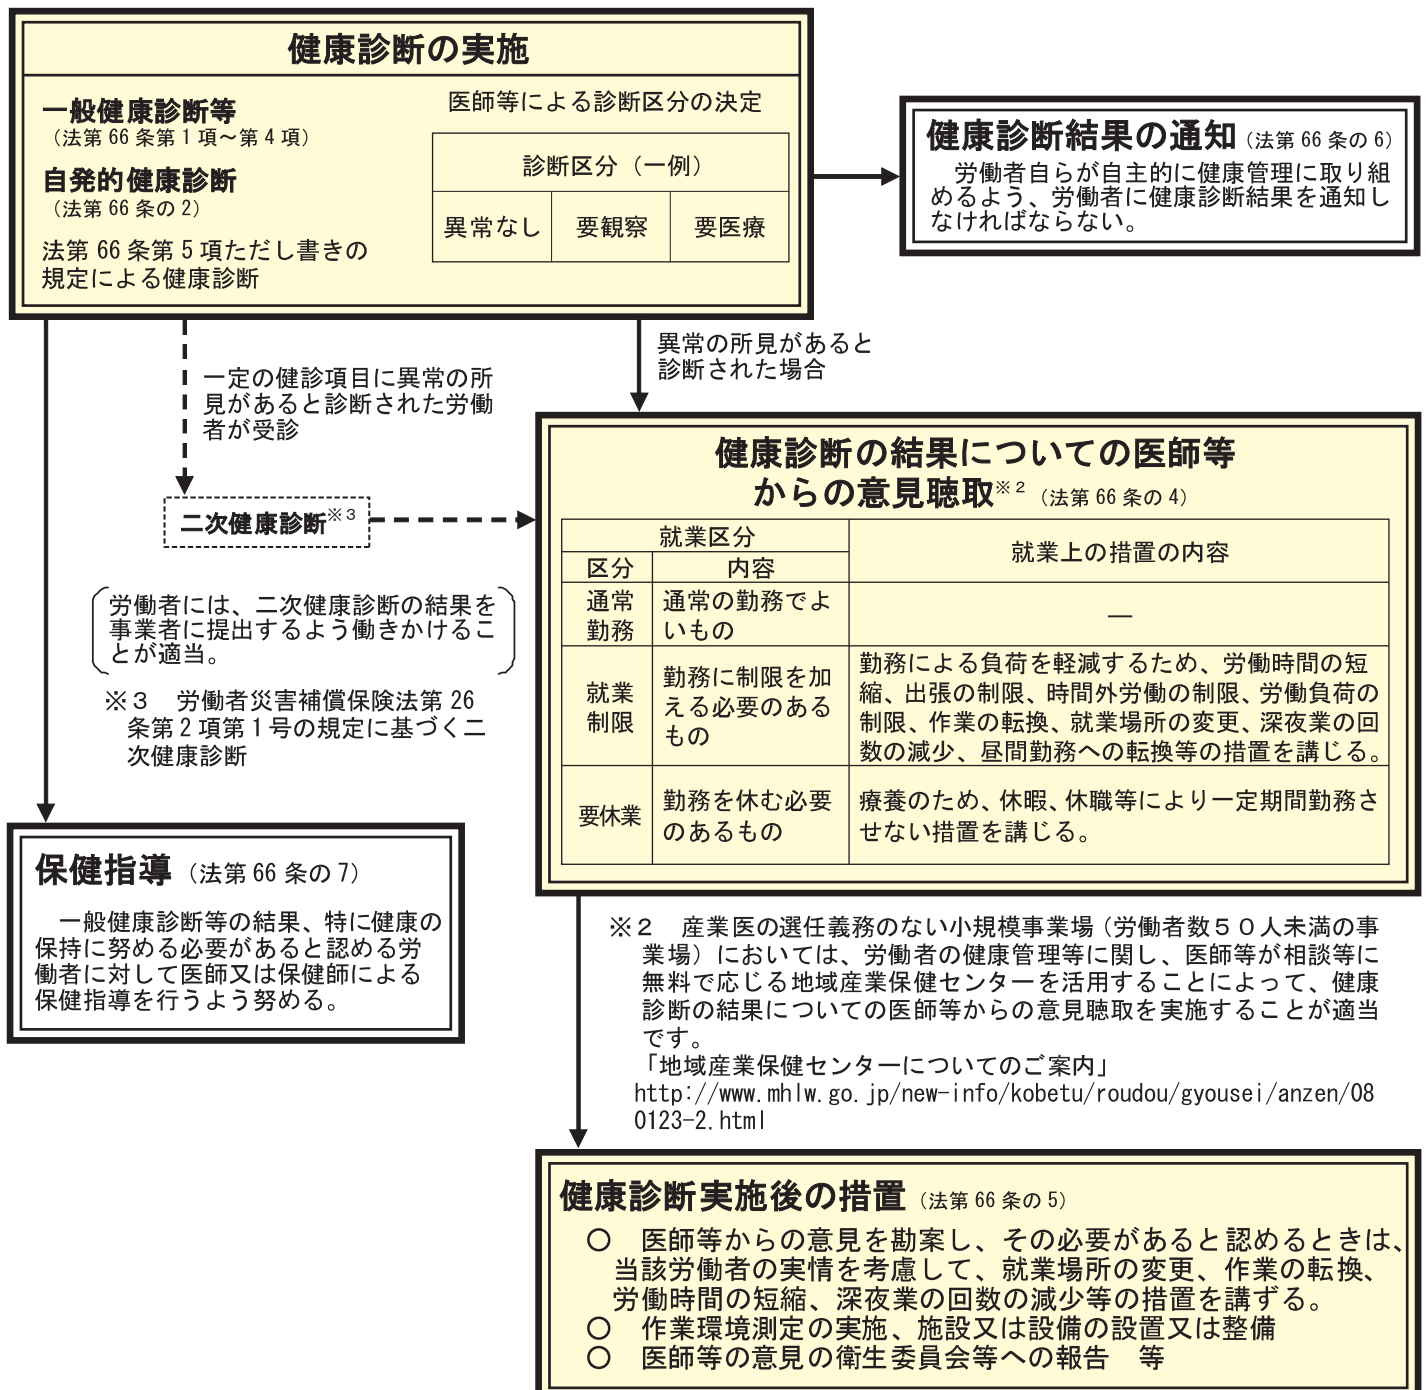 健康診断の実施
一般健康診断等
（法第 66 条第 1 項～第 4 項）
自発的健康診断
（法第 66 条の 2）
法第 66 条第 5 項ただし書きの
規定による健康診断
医師等による診断区分の決定
診断区分（一例）
異常なし 要観察 要医療
健康診断結果の通知（法第 66 条の 6）
労働者自らが自主的に健康管理に取り組
めるよう、労働者に健康診断結果を通知し
なければならない。
異常の所見があると
診断された場合
一定の健診項目に異常の所
見があると診断された労働
者が受診
二次健康診断※３
労働者には、二次健康診断の結果を
事業者に提出するよう働きかけるこ
とが適当。
※３　労働者災害補償保険法第 26
条第 2 項第 1 号の規定に基づく二
次健康診断
健康診断の結果についての医師等
からの意見聴取※２（法第 66 条の 4）
就業区分
就業上の措置の内容
区分 内容
通常
勤務
通常の勤務でよ
いもの
―
就業
制限
勤務に制限を加
える必要のある
もの
勤務による負荷を軽減するため、労働時間の短
縮、出張の制限、時間外労働の制限、労働負荷の
制限、作業の転換、就業場所の変更、深夜業の回
数の減少、昼間勤務への転換等の措置を講じる。
要休業
勤務を休む必要
のあるもの
療養のため、休暇、休職等により一定期間勤務さ
せない措置を講じる。
保健指導（法第 66 条の 7）
一般健康診断等の結果、特に健康の
保持に努める必要があると認める労
働者に対して医師又は保健師による
保健指導を行うよう努める。
※２　産業医の選任義務のない小規模事業場（労働者数５０人未満の事
業場）においては、労働者の健康管理等に関し、医師等が相談等に
無料で応じる地域産業保健センターを活用することによって、健康
診断の結果についての医師等からの意見聴取を実施することが適当
です。
「地域産業保健センターについてのご案内」
http://www.mhlw.go.jp/new-info/kobetu/roudou/gyousei/anzen/08
0123-2.html
健康診断実施後の措置（法第 66 条の 5）
○　医師等からの意見を勘案し、その必要があると認めるときは、
当該労働者の実情を考慮して、就業場所の変更、作業の転換、
労働時間の短縮、深夜業の回数の減少等の措置を講ずる。
○　作業環境測定の実施、施設又は設備の設置又は整備
○　医師等の意見の衛生委員会等への報告　等